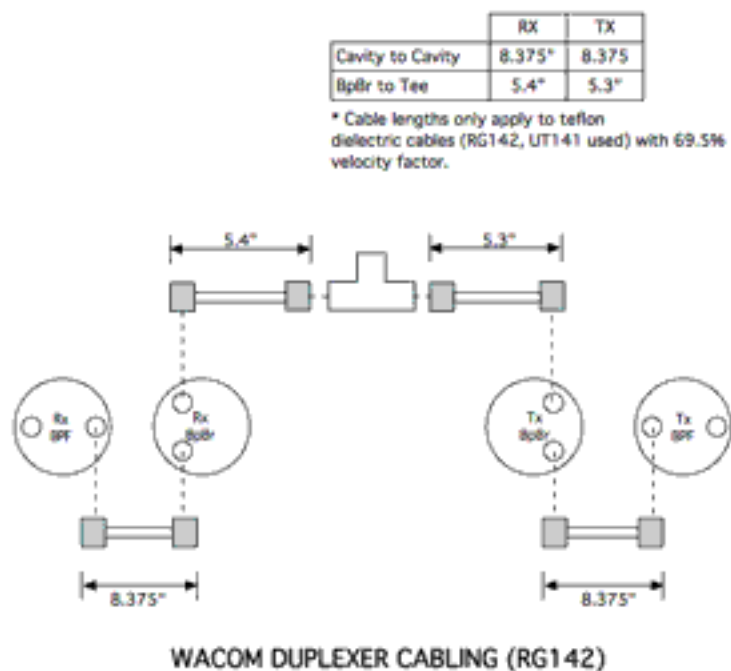 RX TX
Cavity to Cavity 8.375" 8.375
BpBr to Tee 5.4" 5.3"
* Cable lengths only apply to teflon
dielectric cables (RG142, UT141 used) with 69.5%
velocity factor.
5.4" 5.3"
Rx Rx Tx Tx
BPF BpBr BpBr BPF
8.375" 8.375"
WACOM DUPLEXER CABLING (RG142)